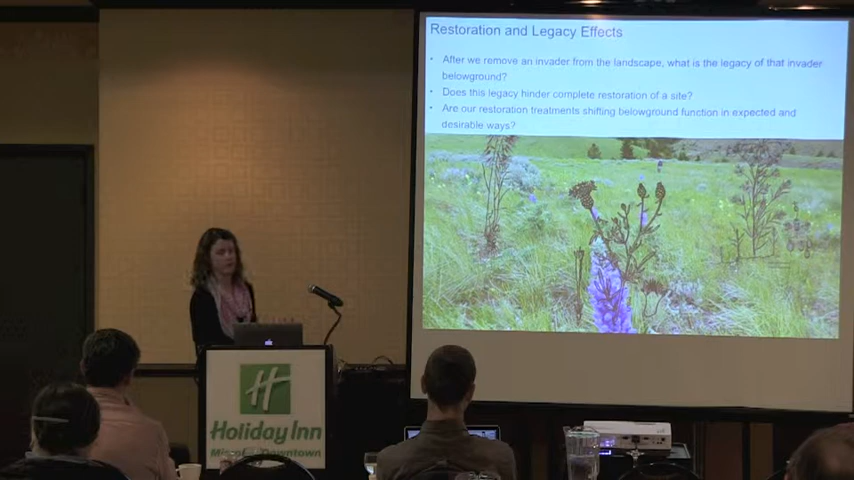 Restoration and Legacy Effects
• After we remove an invader from the landscape, what is the legacy of that invader
belowground?
• Does this legacy hinder complete restoration of a site?
• Are our restoration treatments shifting belowground function in expected and
desirable ways?
H
Holiday Inn
Downtown